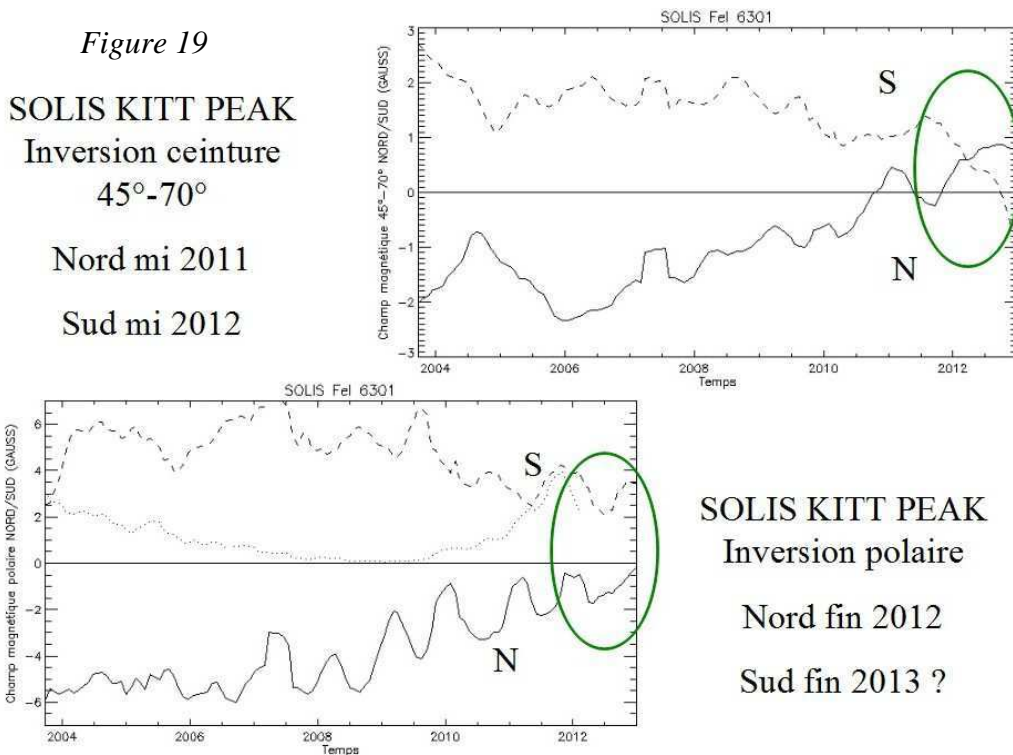 Figure 19
SOLIS KITT PEAK
Inversion ceinture
45°-70°
Nord mi 2011
Sud mi 2012
SOLIS FeI 6301
Champ magnétique 45°-70° NORD/SUD (GAUSS)
3
2
1
0
-1
-2
-3
S
N
2004
2006
2008
2010
2012
Temps
SOLIS FeI 6301
Champ magnétique polaire NORD/SUD (GAUSS)
6
4
2
0
-2
-4
-6
S
N
2004
2006
2008
2010
2012
Temps
SOLIS KITT PEAK
Inversion polaire
Nord fin 2012
Sud fin 2013 ?